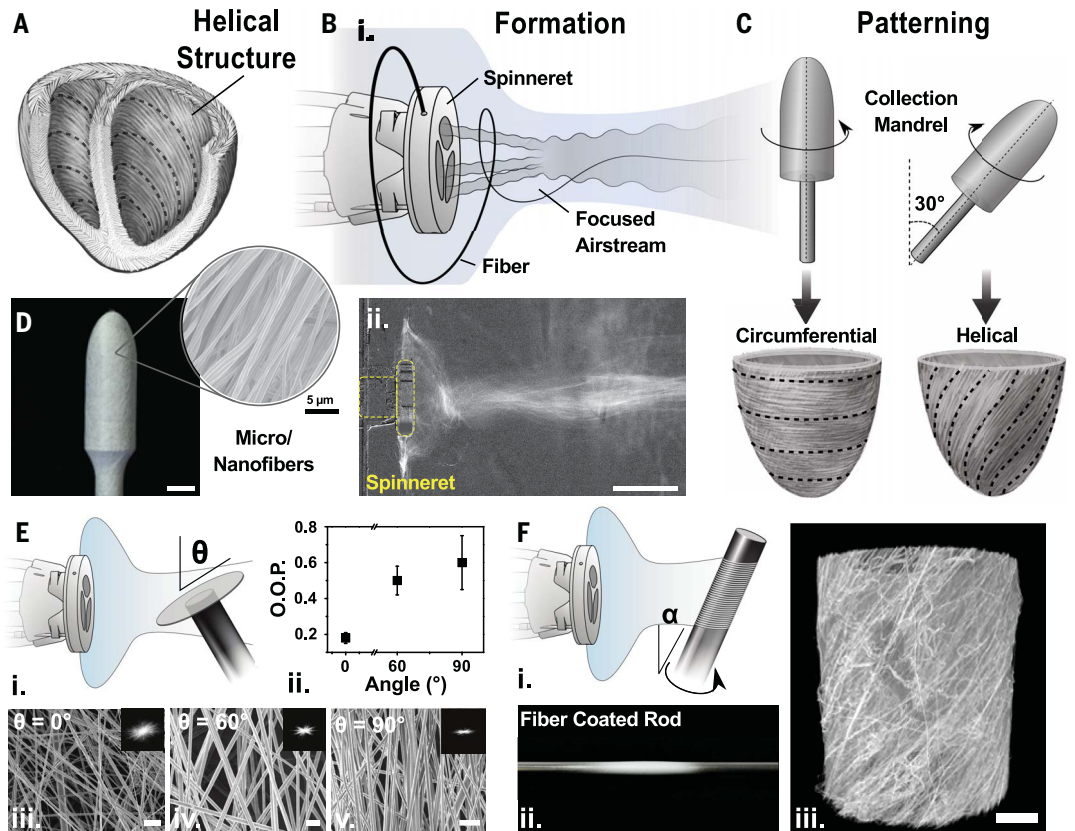 A
Helical
Structure
B
i.
Formation
Spinneret
Focused
Airstream
Fiber
C
Patterning
Collection
Mandrel
30°
Circumferential
Helical
D
5 µm
Micro/
Nanofibers
ii.
Spinneret
E
θ
i.
0.8
0.6
0.4
0.2
O.O.P.
0
60
90
Angle (°)
ii.
θ = 0°
iii.
θ = 60°
iv.
θ = 90°
v.
F
α
i.
Fiber Coated Rod
ii.
iii.